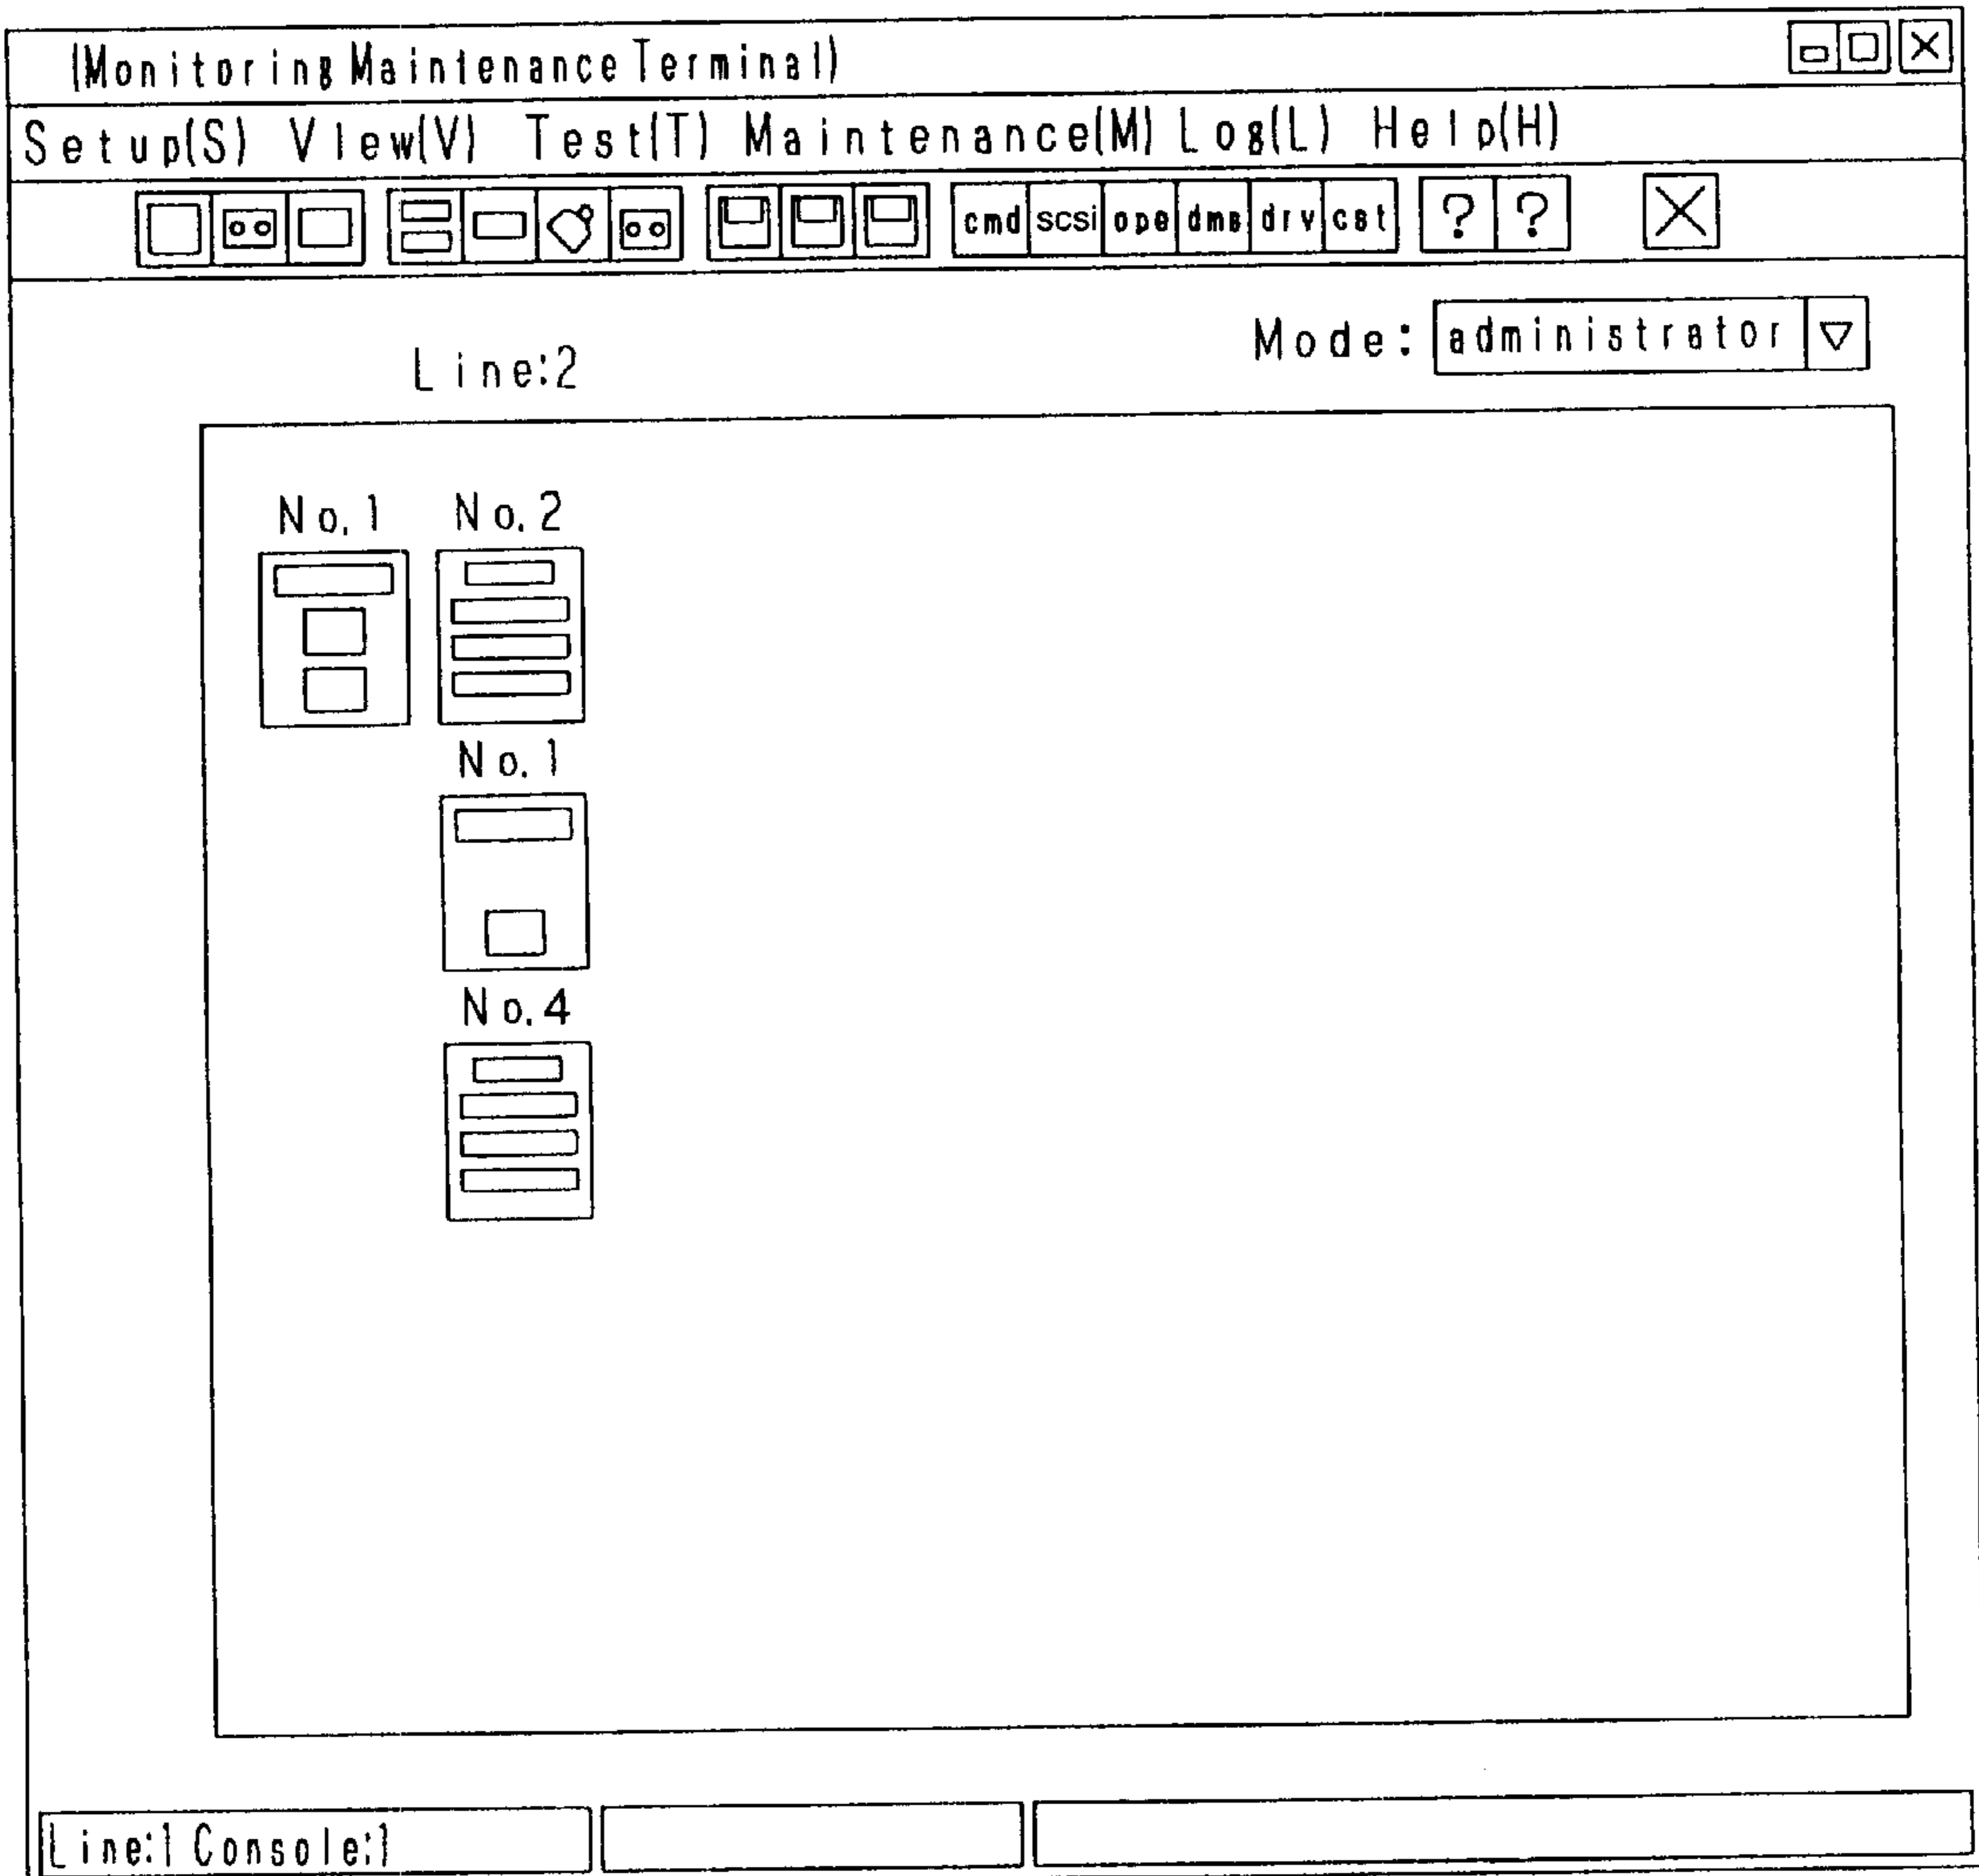 (Monitoring Maintenance Terminal)
Setup(S) View(V) Test(T) Maintenance(M) Log(L) Help(H)
cmd scsi ope dms drv cst ? ?
Mode: administrator
Line:2
No.1 No.2
No.1
No.4
Line:1 Console:1